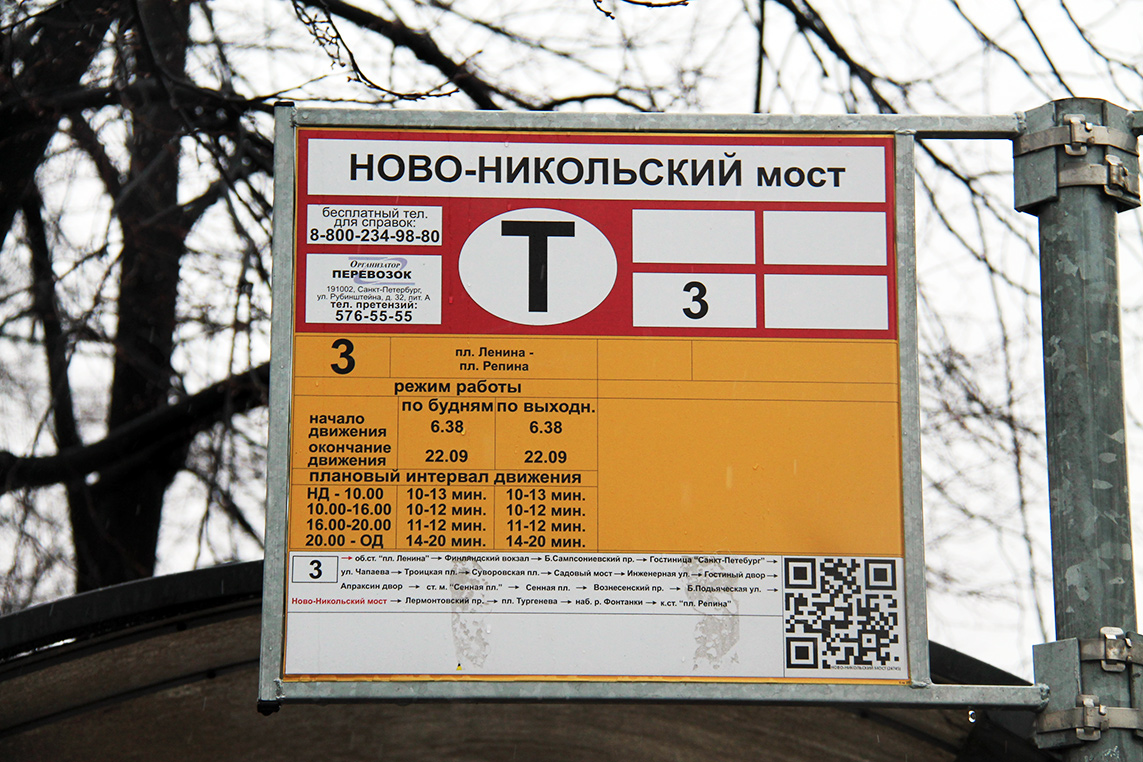 НОВО-НИКОЛЬСКИЙ мост
бесплатный тел.
для справок:
8-800-234-98-80
Организатор
ПЕРЕВОЗОК
191002, Санкт-Петербург,
ул. Рубинштейна, д. 32, лит. А
тел. претензий:
576-55-55
Т
3
3
пл. Ленина -
пл. Репина
режим работы
по будням по выходн.
начало движения 6.38 6.38
окончание движения 22.09 22.09
плановый интервал движения
НД - 10.00 10-13 мин. 10-13 мин.
10.00-16.00 10-12 мин. 10-12 мин.
16.00-20.00 11-12 мин. 11-12 мин.
20.00 - ОД 14-20 мин. 14-20 мин.
3
→ об.ст. "пл. Ленина" → Финляндский вокзал → Б.Сампсониевский пр. → Гостиница "Санкт-Петебург" →
ул. Чапаева → Троицкая пл. → Суворовская пл. → Садовый мост → Инженерная ул. → Гостиный двор →
Апраксин двор → ст. м. "Сенная пл." → Сенная пл. → Вознесенский пр. → Б.Подьяческая ул. →
Ново-Никольский мост → Лермонтовский пр. → пл. Тургенева → наб. р. Фонтанки → к.ст. "пл. Репина"
НОВО-НИКОЛЬСКИЙ МОСТ